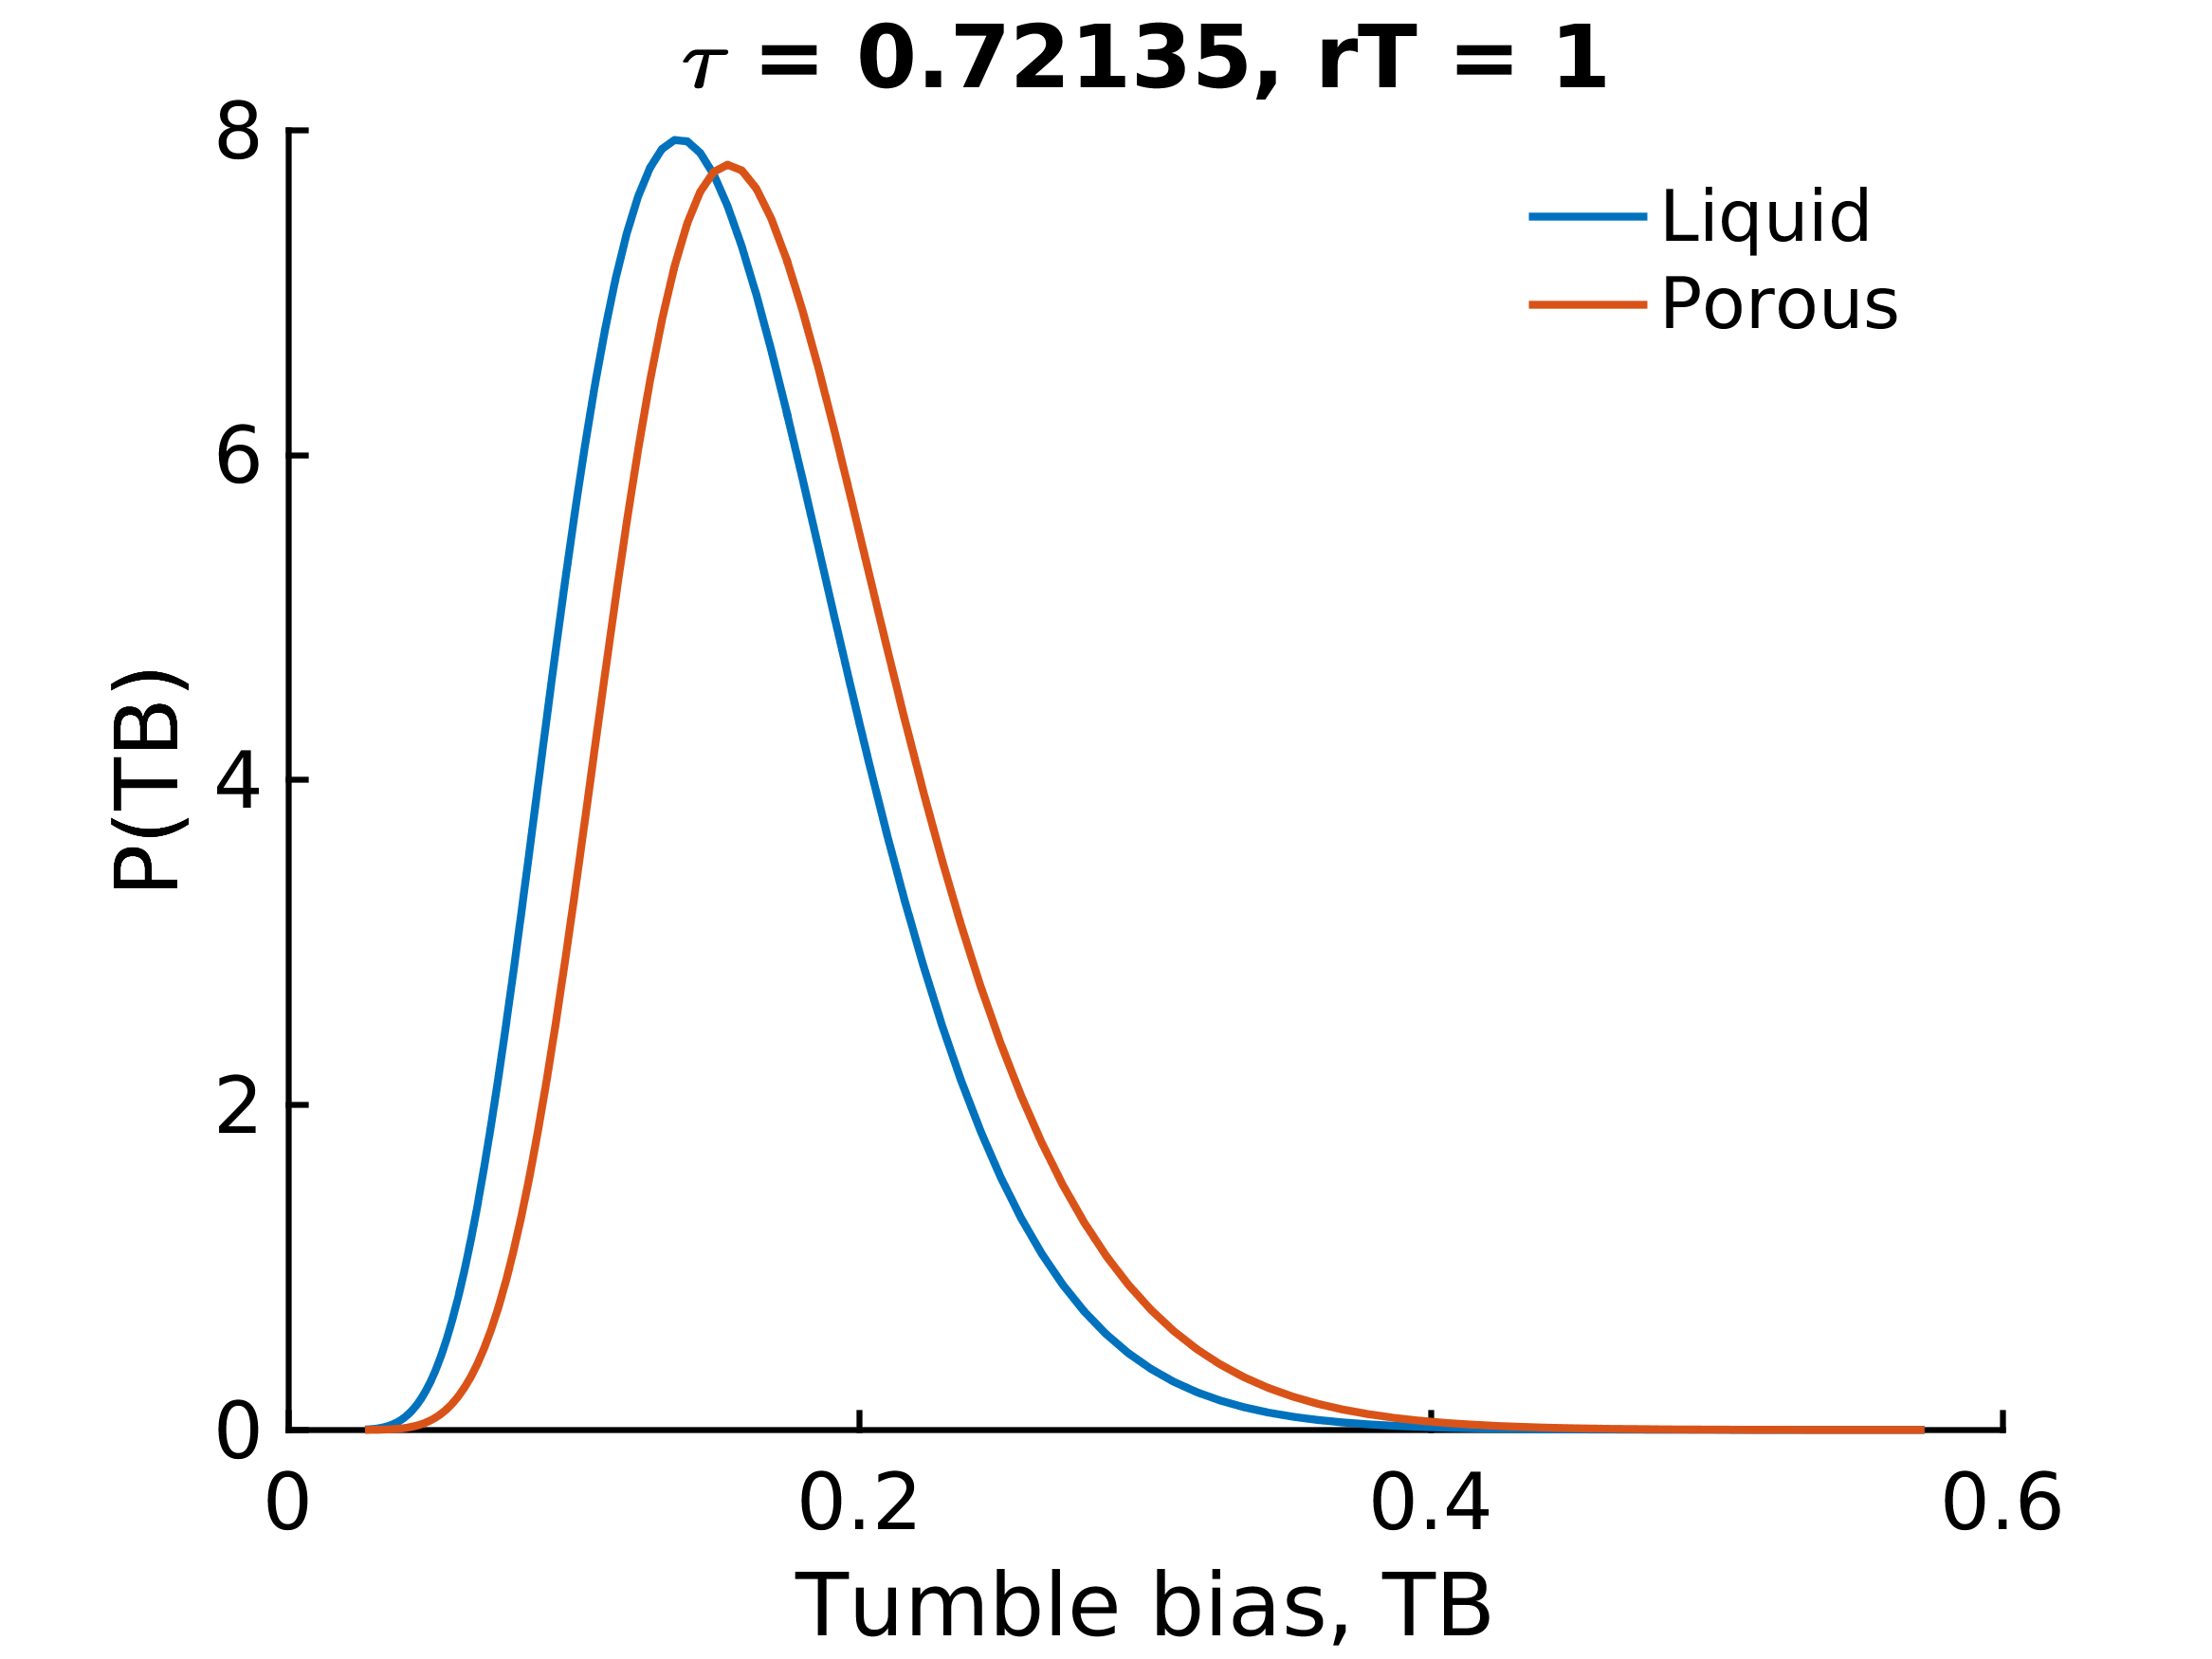 τ = 0.72135, rT = 1
8
6
4
2
0
P(TB)
Liquid
Porous
0 0.2 0.4 0.6
Tumble bias, TB